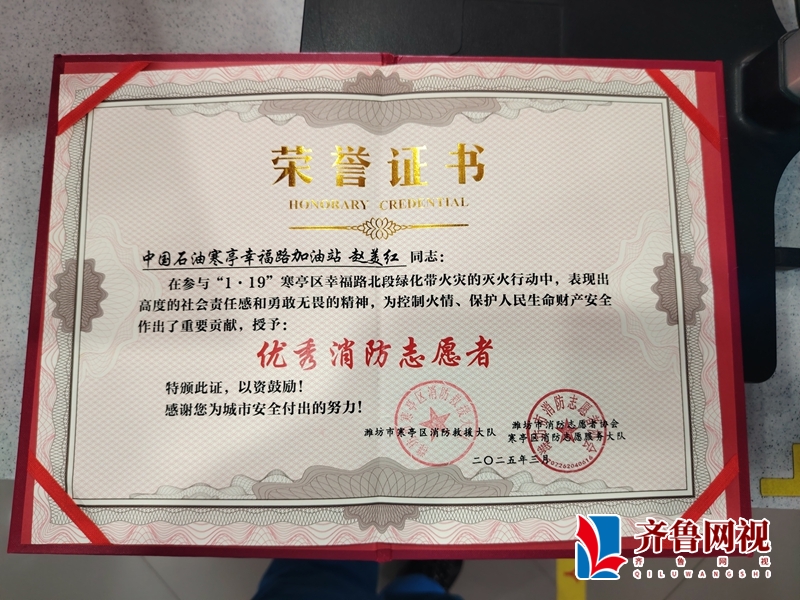 荣誉证书
HONORARY CREDENTIAL
中国石油寒亭幸福路加油站 赵美红 同志：
在参与“1·19”寒亭区幸福路北段绿化带火灾的灭火行动中，表现出
高度的社会责任感和勇敢无畏的精神，为控制火情、保护人民生命财产安全
作出了重要贡献，授予：
优秀消防志愿者
特颁此证，以资鼓励！
感谢您为城市安全付出的努力！
潍坊市寒亭区消防救援大队
潍坊市消防志愿者协会
寒亭区消防志愿服务大队
二〇二五年三月
齐鲁网视
齐鲁网视
QILUWANGSHI